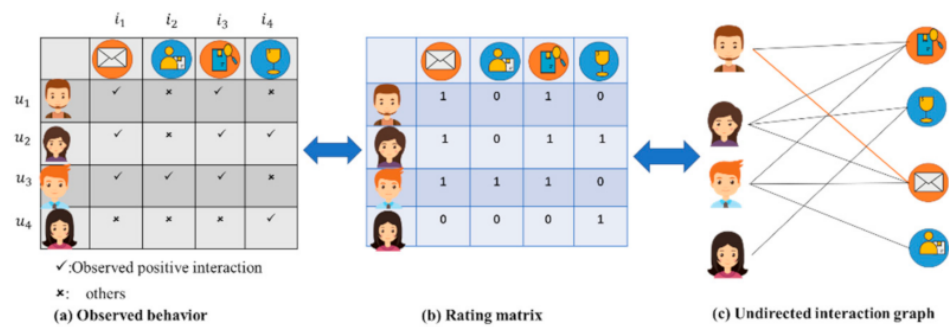 i₁ i₂ i₃ i₄
u₁ ✓ × ✓ ×
u₂ ✓ × ✓ ✓
u₃ ✓ ✓ ✓ ×
u₄ × × × ✓
✓:Observed positive interaction
×: others
(a) Observed behavior
1 0 1 0
1 0 1 1
1 1 1 0
0 0 0 1
(b) Rating matrix
(c) Undirected interaction graph